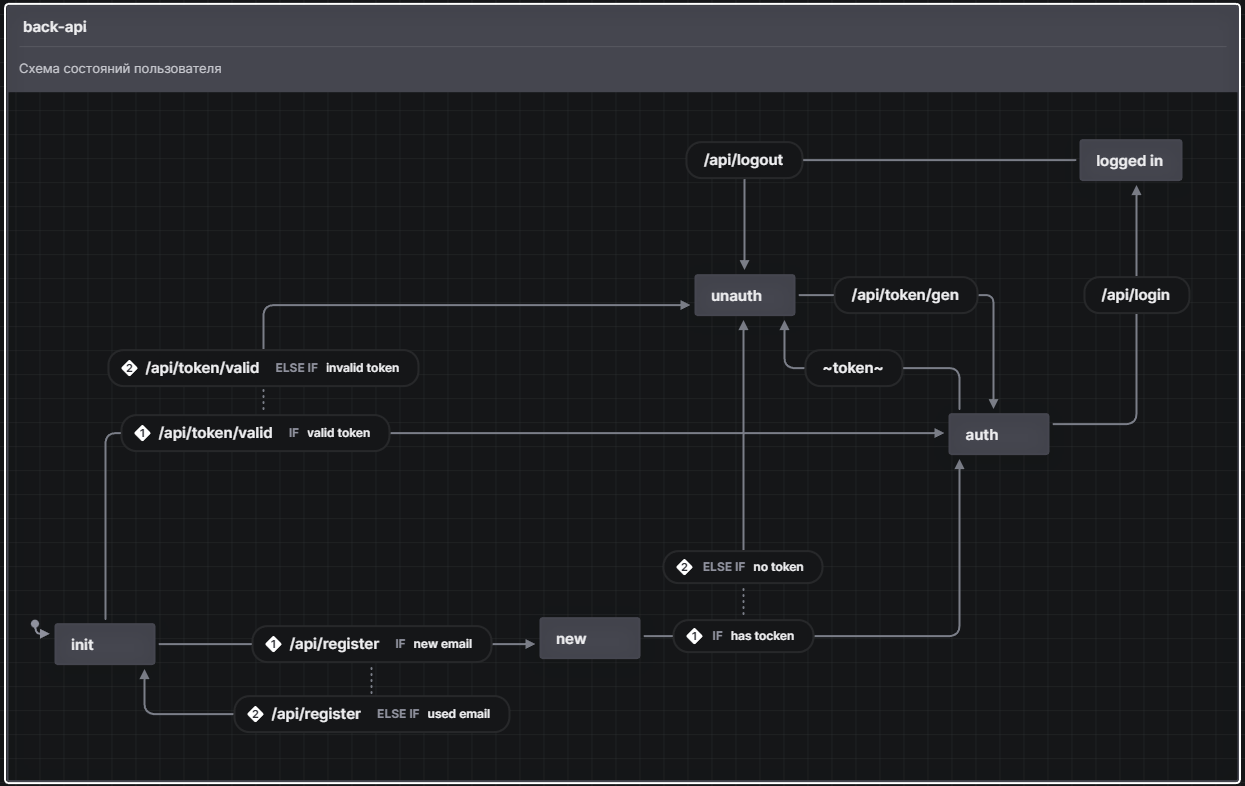 back-api
Схема состояний пользователя
/api/logout
logged in
unauth
/api/token/gen
/api/login
2 /api/token/valid ELSE IF invalid token
~token~
1 /api/token/valid IF valid token
auth
2 ELSE IF no token
init
1 /api/register IF new email
new
1 IF has tocken
2 /api/register ELSE IF used email